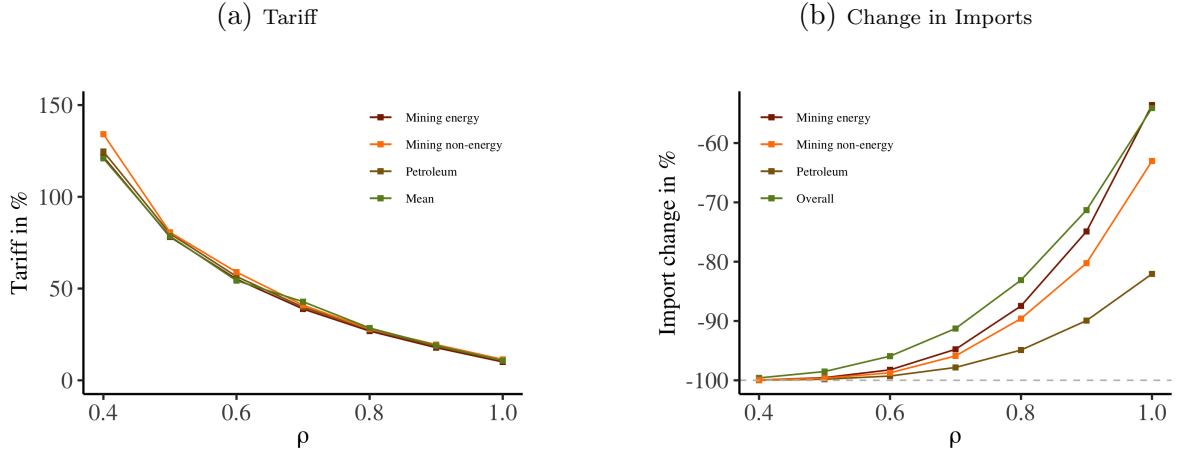 (a) Tariff
Tariff in %
150
100
50
0
0.4 0.6 0.8 1.0
ρ
Mining energy
Mining non-energy
Petroleum
Mean
(b) Change in Imports
Import change in %
-60
-70
-80
-90
-100
0.4 0.6 0.8 1.0
ρ
Mining energy
Mining non-energy
Petroleum
Overall